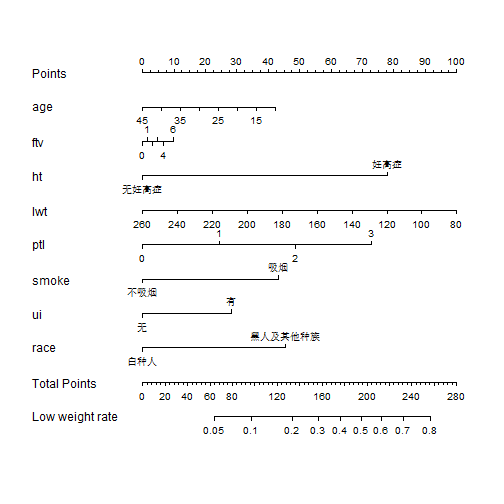 Points
0 10 20 30 40 50 60 70 80 90 100
age
45 35 25 15
ftv
1 6
0 4
ht
妊高症
无妊高症
lwt
260 240 220 200 180 160 140 120 100 80
ptl
1 3
0 2
smoke
吸烟
不吸烟
ui
有
无
race
黑人及其他种族
白种人
Total Points
0 20 40 60 80 120 160 200 240 280
Low weight rate
0.05 0.1 0.2 0.3 0.4 0.5 0.6 0.7 0.8